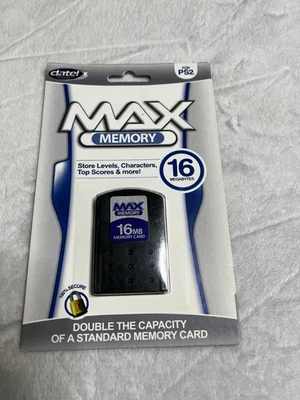 datel
FOR
PS2
MAX
MEMORY
Store Levels, Characters,
Top Scores & more!
16
MEGABYTES
MAX
MEMORY
16MB
MEMORY CARD
100% SECURE
DOUBLE THE CAPACITY
OF A STANDARD MEMORY CARD